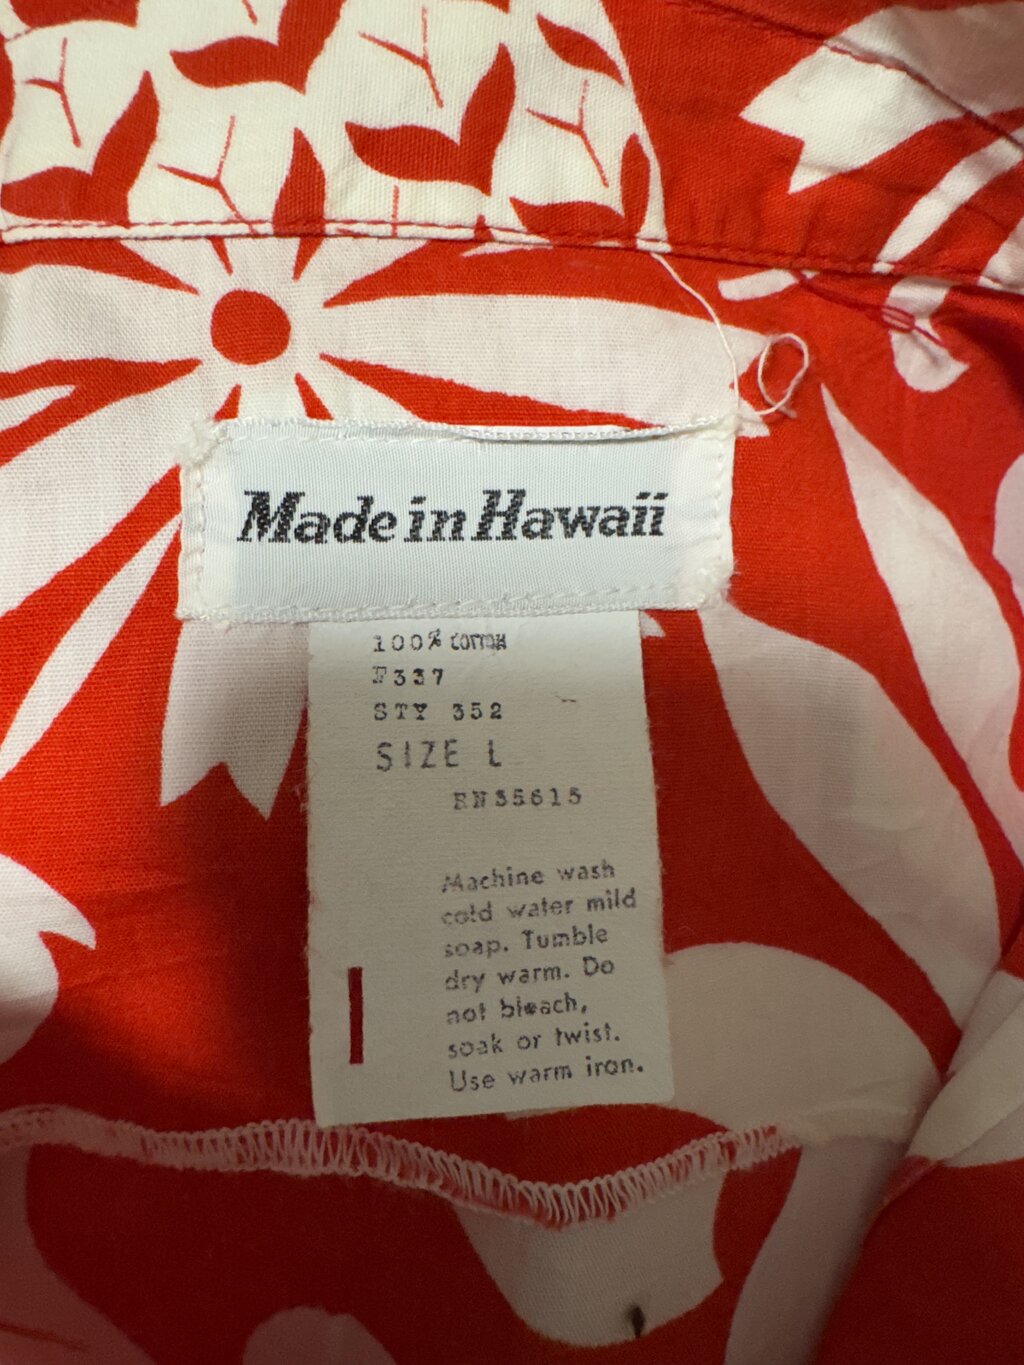 Made in Hawaii
100% cotton
F337
STY 352
SIZE L
RN35615
Machine wash
cold water mild
soap. Tumble
dry warm. Do
not bleach,
soak or twist.
Use warm iron.